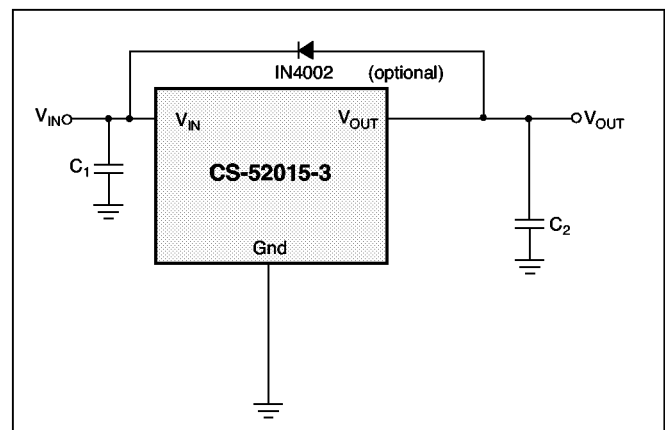 IN4002 (optional)
VIN
VIN
VOUT
VOUT
C1
CS-52015-3
C2
Gnd